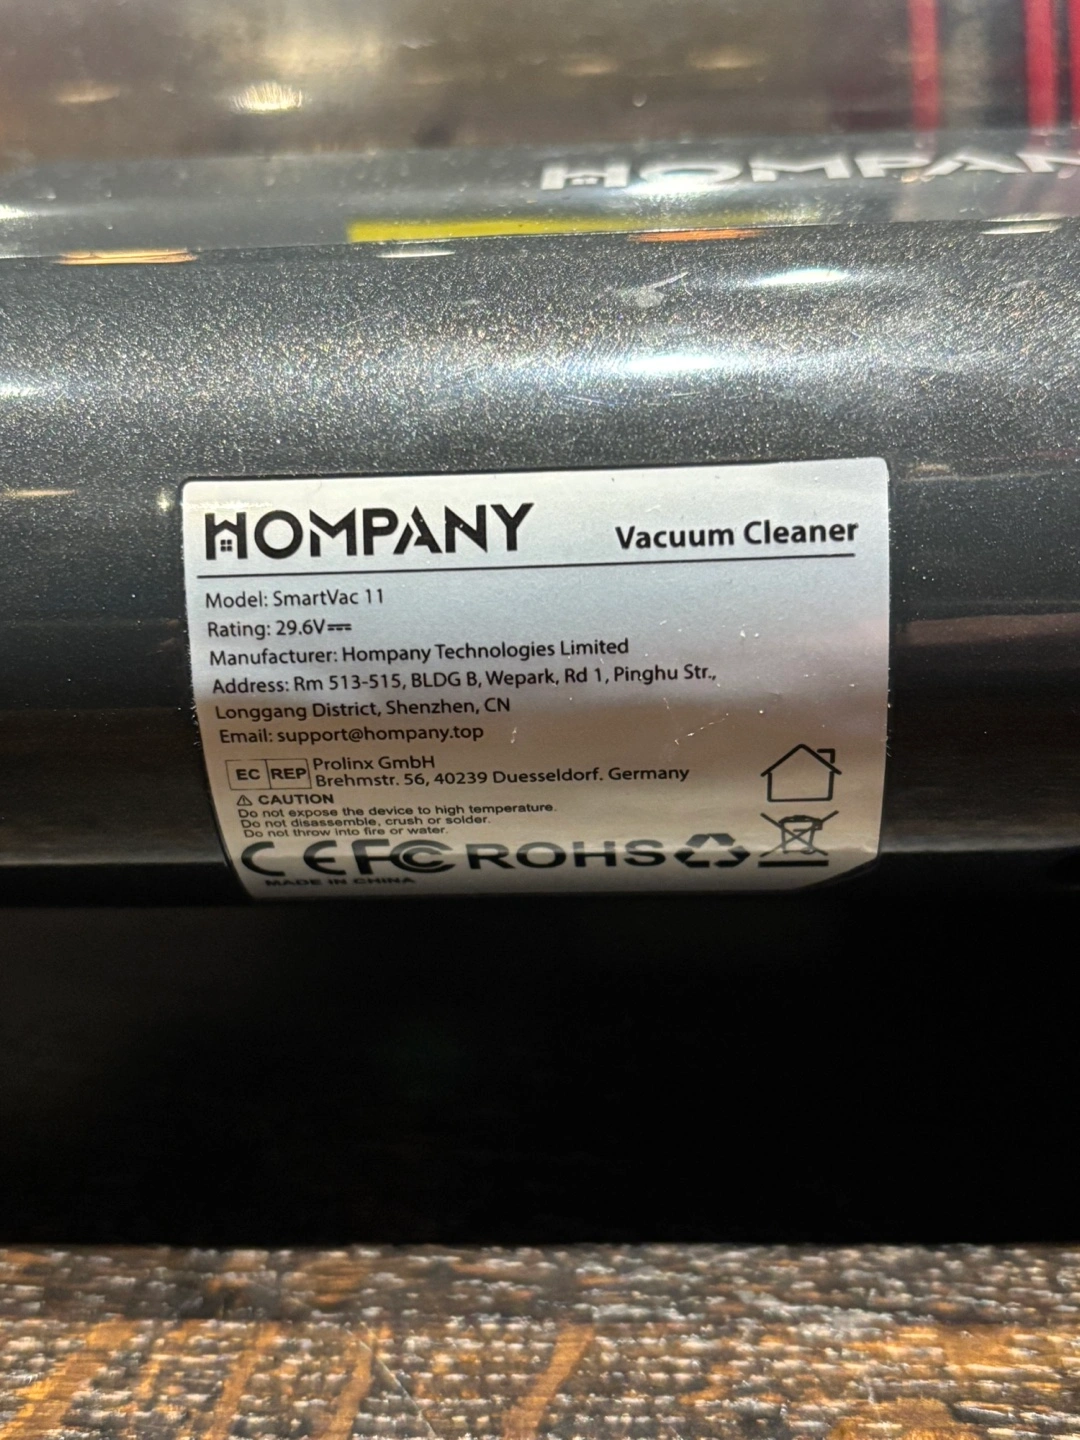 HOMPAN
HOMPANY Vacuum Cleaner
Model: SmartVac 11
Rating: 29.6V⎓
Manufacturer: Hompany Technologies Limited
Address: Rm 513-515, BLDG B, Wepark, Rd 1, Pinghu Str.,
Longgang District, Shenzhen, CN
Email: support@hompany.top
EC REP Prolinx GmbH
Brehmstr. 56, 40239 Duesseldorf. Germany
⚠ CAUTION
Do not expose the device to high temperature.
Do not disassemble, crush or solder.
Do not throw into fire or water.
CE FC ROHS
MADE IN CHINA